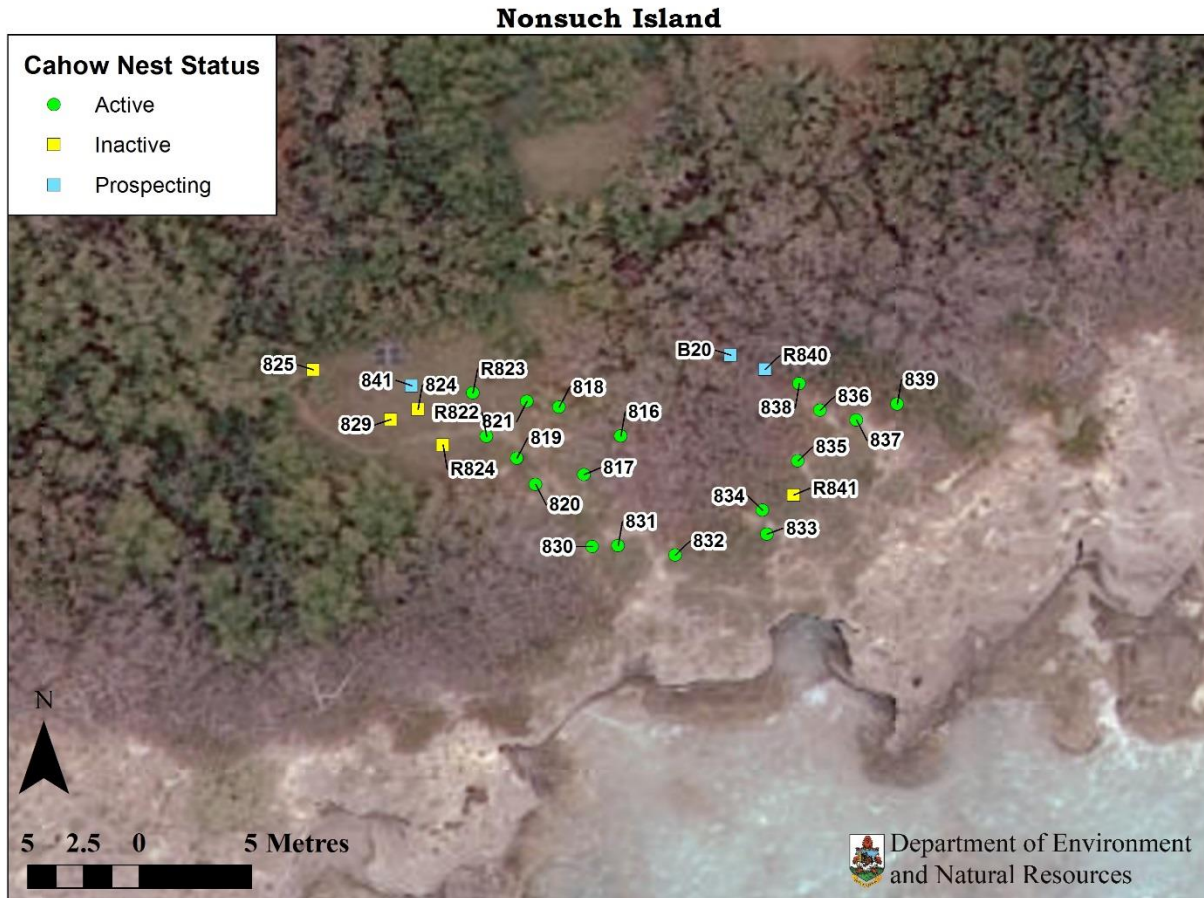 Nonsuch Island
Cahow Nest Status
Active
Inactive
Prospecting
B20
R840
825
841
824
R823
818
839
838
836
R822
821
816
829
837
819
835
R824
817
820
R841
834
833
830
831
832
N
5 2.5 0 5 Metres
Department of Environment
and Natural Resources